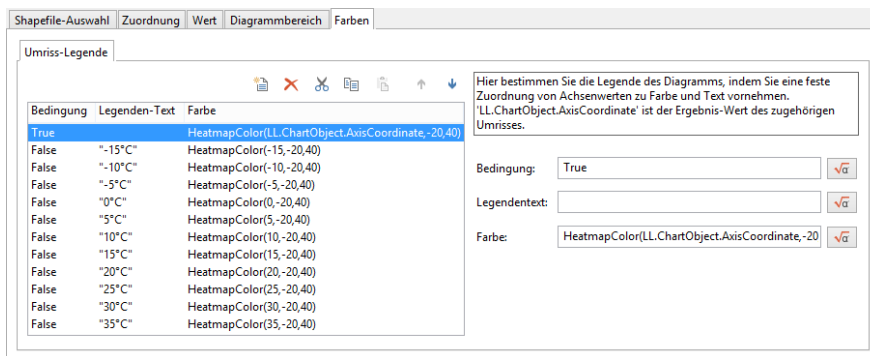 Shapefile-Auswahl Zuordnung Wert Diagrammbereich Farben
Umriss-Legende
Bedingung Legenden-Text Farbe
True HeatmapColor(LL.ChartObject.AxisCoordinate,-20,40)
False "-15°C" HeatmapColor(-15,-20,40)
False "-10°C" HeatmapColor(-10,-20,40)
False "-5°C" HeatmapColor(-5,-20,40)
False "0°C" HeatmapColor(0,-20,40)
False "5°C" HeatmapColor(5,-20,40)
False "10°C" HeatmapColor(10,-20,40)
False "15°C" HeatmapColor(15,-20,40)
False "20°C" HeatmapColor(20,-20,40)
False "25°C" HeatmapColor(25,-20,40)
False "30°C" HeatmapColor(30,-20,40)
False "35°C" HeatmapColor(35,-20,40)
Hier bestimmen Sie die Legende des Diagramms, indem Sie eine feste
Zuordnung von Achsenwerten zu Farbe und Text vornehmen.
'LL.ChartObject.AxisCoordinate' ist der Ergebnis-Wert des zugehörigen
Umrisses.
Bedingung: True √α
Legendentext: √α
Farbe: HeatmapColor(LL.ChartObject.AxisCoordinate,-20 √α